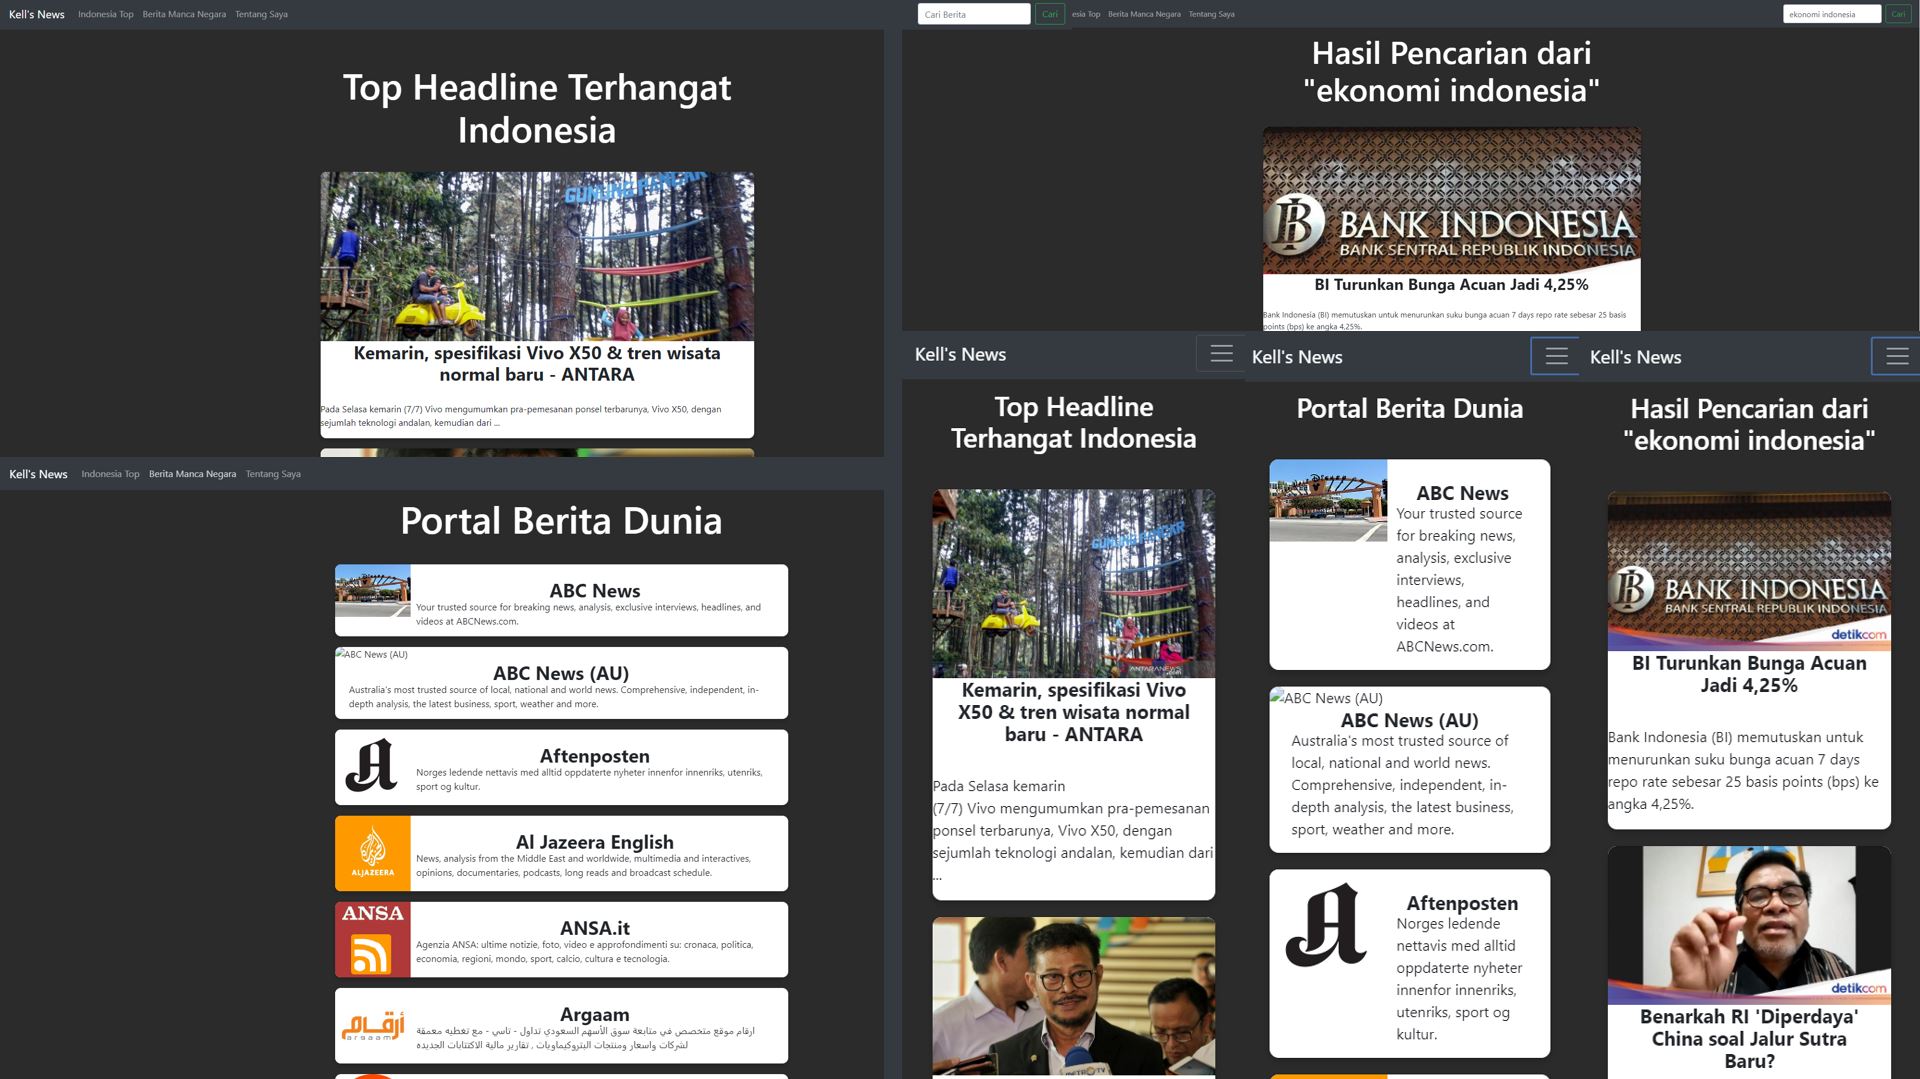 Kell's News Indonesia Top Berita Manca Negara Tentang Saya
Cari Berita Cari
Top Headline Terhangat
Indonesia
GUNUNG PANCAR
Kemarin, spesifikasi Vivo X50 & tren wisata
normal baru - ANTARA
Pada Selasa kemarin (7/7) Vivo mengumumkan pra-pemesanan ponsel terbarunya, Vivo X50, dengan
sejumlah teknologi andalan, kemudian dari ...
esia Top Berita Manca Negara Tentang Saya
ekonomi indonesia Cari
Hasil Pencarian dari
"ekonomi indonesia"
BANK INDONESIA
BANK SENTRAL REPUBLIK INDONESIA
BI Turunkan Bunga Acuan Jadi 4,25%
Bank Indonesia (BI) memutuskan untuk menurunkan suku bunga acuan 7 days repo rate sebesar 25 basis
points (bps) ke angka 4,25%.
Kell's News Indonesia Top Berita Manca Negara Tentang Saya
Portal Berita Dunia
ABC News
Your trusted source for breaking news, analysis, exclusive interviews, headlines, and
videos at ABCNews.com.
ABC News (AU)
ABC News (AU)
Australia's most trusted source of local, national and world news. Comprehensive, independent, in-
depth analysis, the latest business, sport, weather and more.
Aftenposten
Norges ledende nettavis med alltid oppdaterte nyheter innenfor innenriks, utenriks,
sport og kultur.
ALJAZEERA
Al Jazeera English
News, analysis from the Middle East and worldwide, multimedia and interactives,
opinions, documentaries, podcasts, long reads and broadcast schedule.
ANSA
ANSA.it
Agenzia ANSA: ultime notizie, foto, video e approfondimenti su: cronaca, politica,
economia, regioni, mondo, sport, calcio, cultura e tecnologia.
أرقام
argaam
Argaam
ارقام موقع متخصص في متابعة سوق الأسهم السعودي تداول - تاسي - مع تغطيه معمقة
لشركات واسعار ومنتجات البتروكيماويات , تقارير مالية الاكتتابات الجديده
Kell's News
Top Headline
Terhangat Indonesia
GUNUNG PANCAR
ANTARANEWS
Kemarin, spesifikasi Vivo
X50 & tren wisata normal
baru - ANTARA
Pada Selasa kemarin
(7/7) Vivo mengumumkan pra-pemesanan
ponsel terbarunya, Vivo X50, dengan
sejumlah teknologi andalan, kemudian dari
...
METRO TV
Kell's News
Portal Berita Dunia
ABC News
Your trusted source
for breaking news,
analysis, exclusive
interviews,
headlines, and
videos at
ABCNews.com.
ABC News (AU)
ABC News (AU)
Australia's most trusted source of
local, national and world news.
Comprehensive, independent, in-
depth analysis, the latest business,
sport, weather and more.
Aftenposten
Norges ledende
nettavis med alltid
oppdaterte nyheter
innenfor innenriks,
utenriks, sport og
kultur.
Kell's News
Hasil Pencarian dari
"ekonomi indonesia"
BANK INDONESIA
BANK SENTRAL REPUBLIK INDONESIA
detikcom
BI Turunkan Bunga Acuan
Jadi 4,25%
Bank Indonesia (BI) memutuskan untuk
menurunkan suku bunga acuan 7 days
repo rate sebesar 25 basis points (bps) ke
angka 4,25%.
detikcom
Benarkah RI 'Diperdaya'
China soal Jalur Sutra
Baru?